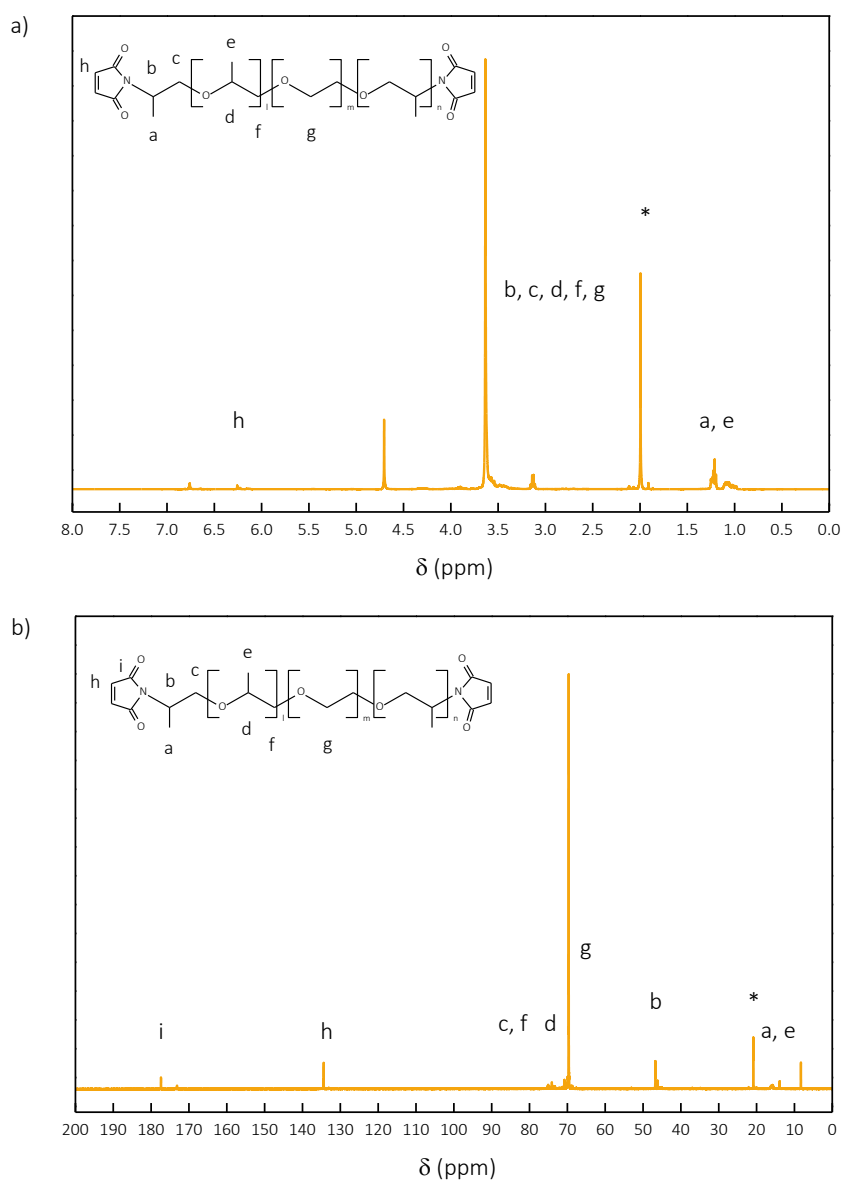 a)
e
h
b
c
O
O
N
O
O
O
N
O
O
l
m
n
a
d
f
g
*
b, c, d, f, g
h
a, e
8.0 7.5 7.0 6.5 6.0 5.5 5.0 4.5 4.0 3.5 3.0 2.5 2.0 1.5 1.0 0.5 0.0
δ (ppm)
b)
i
e
h
b
c
O
O
N
O
O
O
N
O
O
l
m
n
a
d
f
g
g
*
c, f d
b
a, e
i
h
200 190 180 170 160 150 140 130 120 110 100 90 80 70 60 50 40 30 20 10 0
δ (ppm)